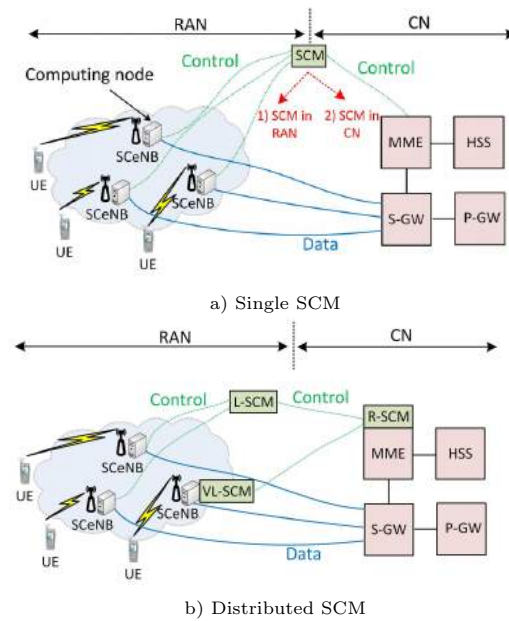 RAN
CN
SCM
Control
Control
Computing node
1) SCM in
RAN
2) SCM in
CN
SCeNB
UE
SCeNB
SCeNB
UE
UE
MME
HSS
S-GW
P-GW
Data
a) Single SCM
RAN
CN
Control
L-SCM
Control
R-SCM
SCeNB
UE
SCeNB
SCeNB
VL-SCM
UE
UE
MME
HSS
S-GW
P-GW
Data
b) Distributed SCM